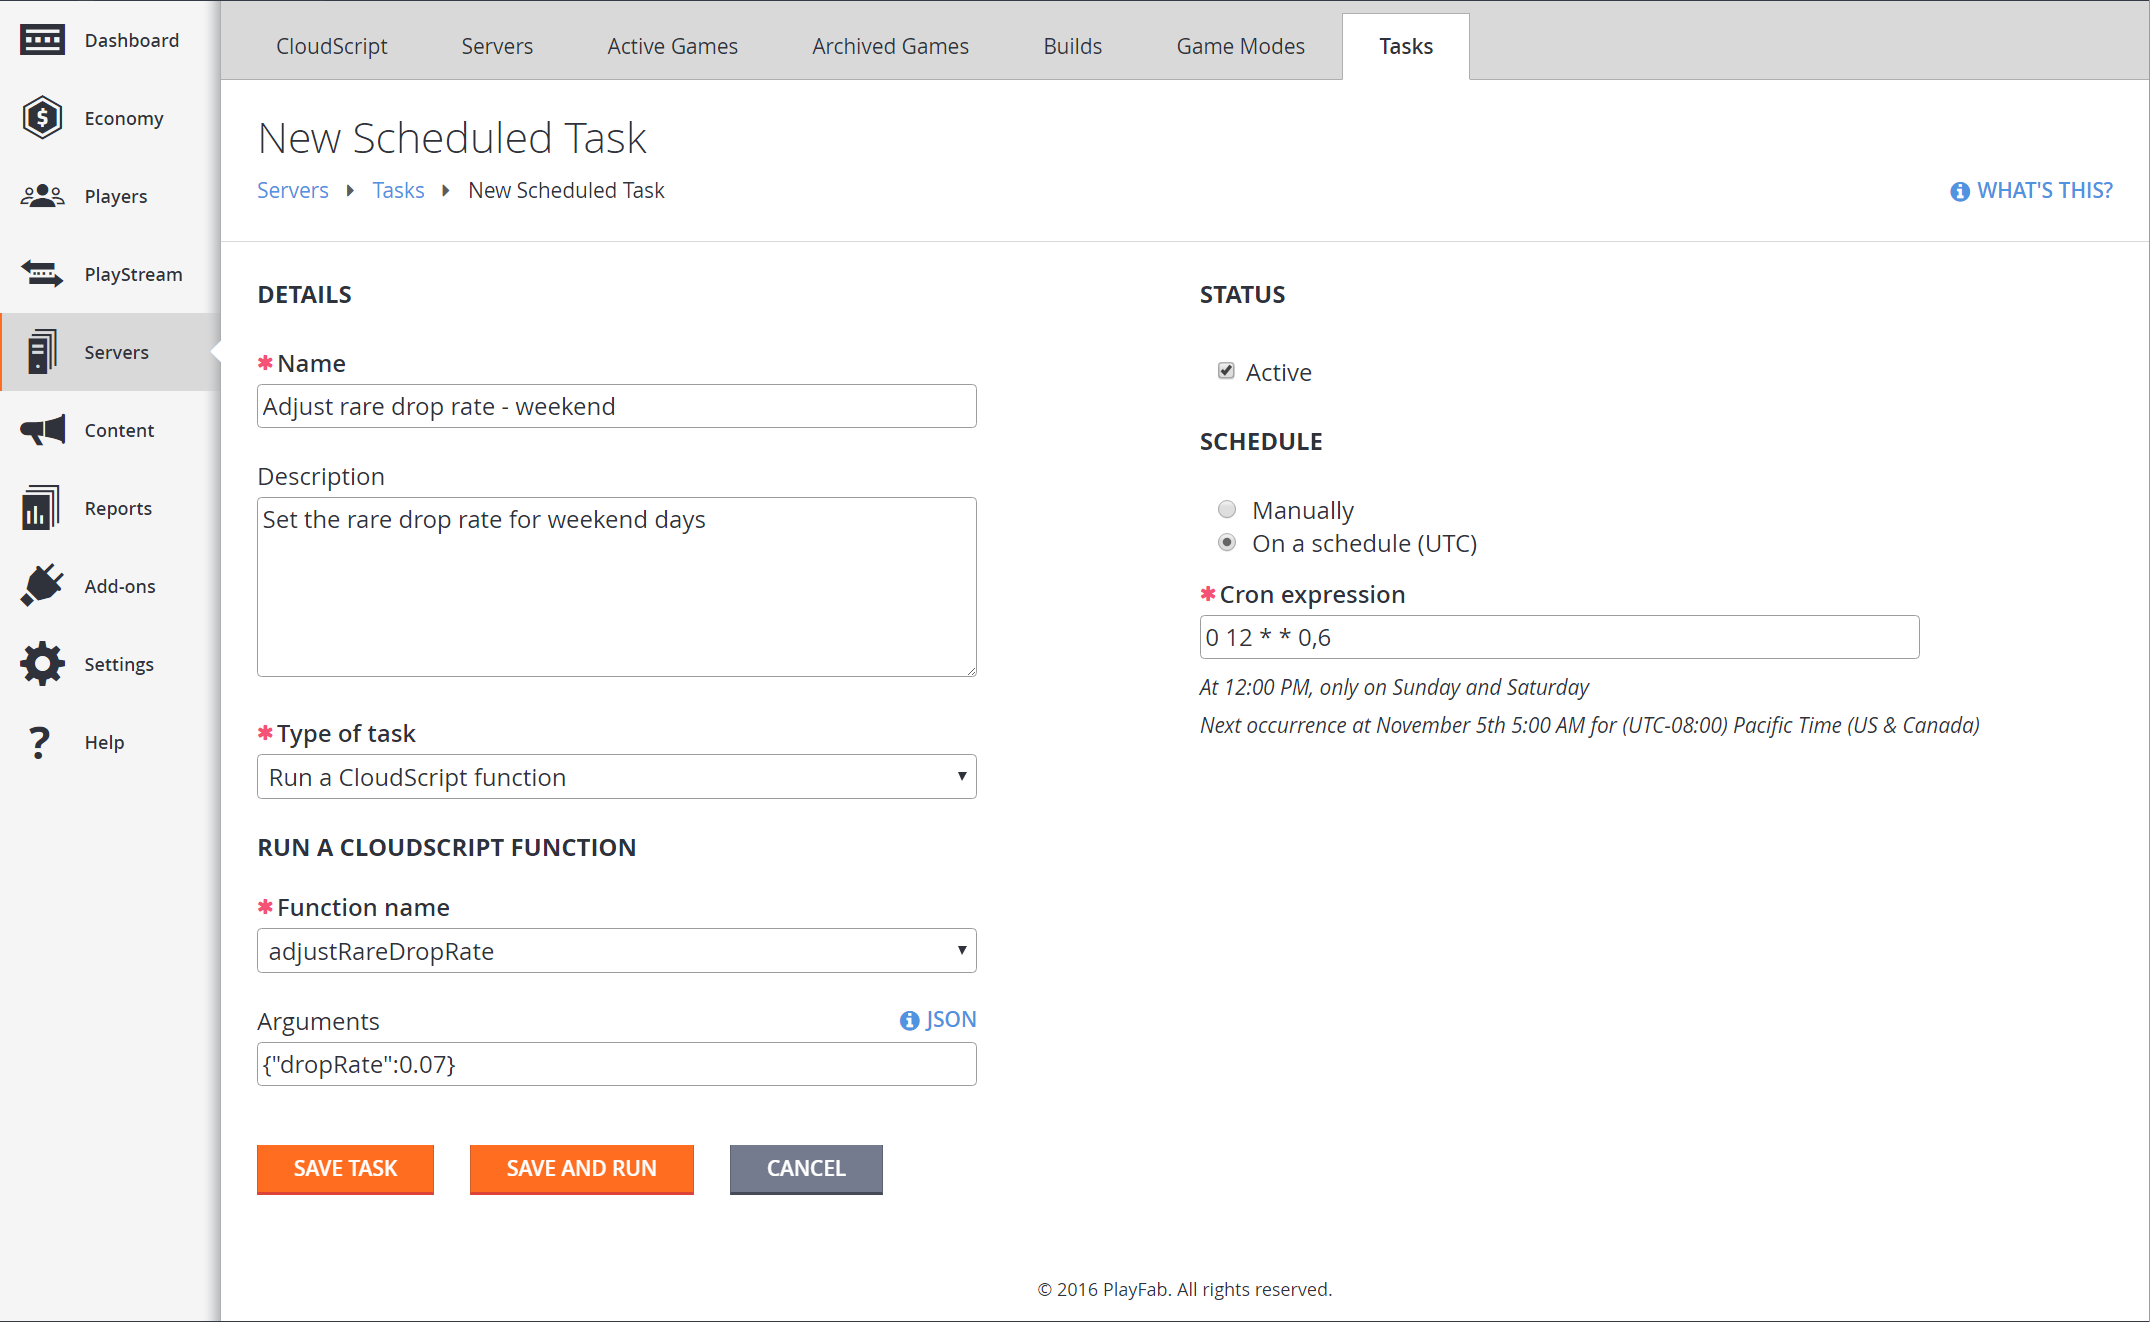 Dashboard
Economy
Players
PlayStream
Servers
Content
Reports
Add-ons
Settings
Help
CloudScript Servers Active Games Archived Games Builds Game Modes Tasks
New Scheduled Task
Servers Tasks New Scheduled Task
WHAT'S THIS?
DETAILS
*Name
Adjust rare drop rate - weekend
Description
Set the rare drop rate for weekend days
*Type of task
Run a CloudScript function
RUN A CLOUDSCRIPT FUNCTION
*Function name
adjustRareDropRate
Arguments JSON
{"dropRate":0.07}
SAVE TASK SAVE AND RUN CANCEL
STATUS
Active
SCHEDULE
Manually
On a schedule (UTC)
*Cron expression
0 12 * * 0,6
At 12:00 PM, only on Sunday and Saturday
Next occurrence at November 5th 5:00 AM for (UTC-08:00) Pacific Time (US & Canada)
© 2016 PlayFab. All rights reserved.